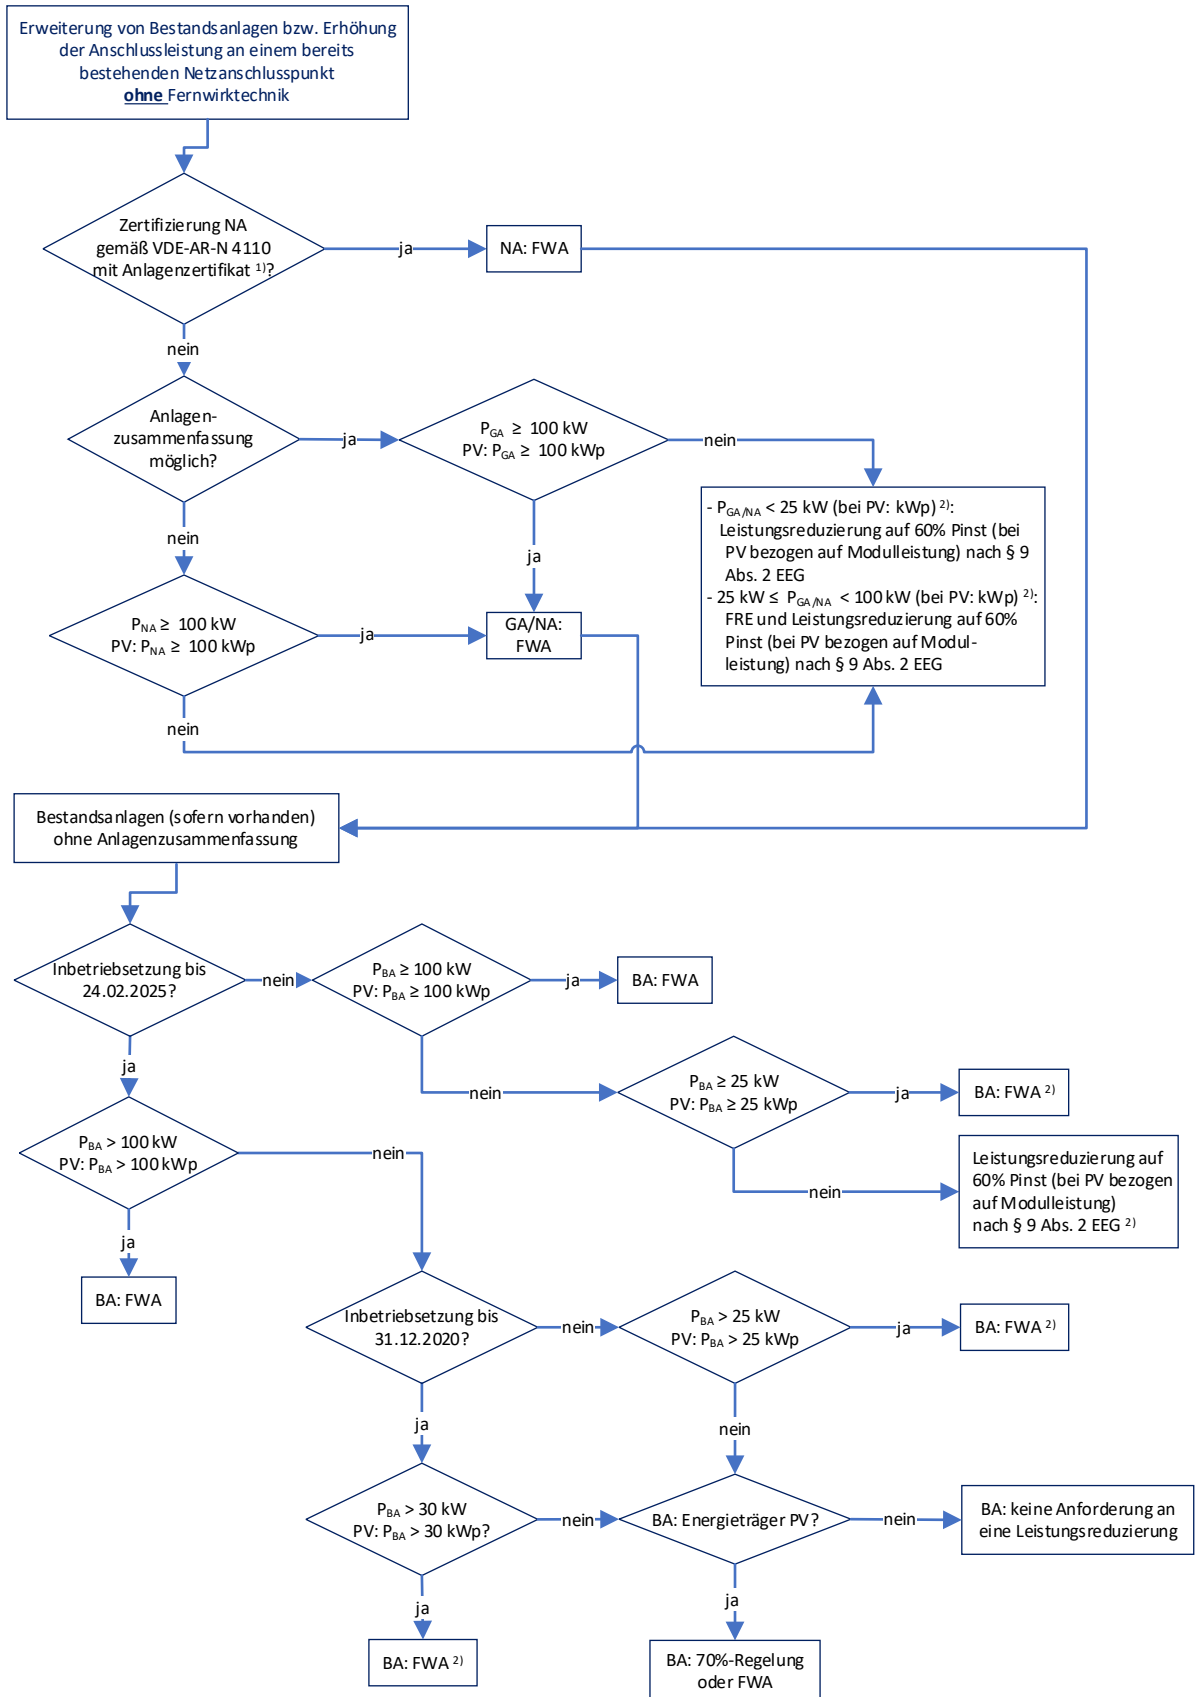 Erweiterung von Bestandsanlagen bzw. Erhöhung
der Anschlussleistung an einem bereits
bestehenden Netzanschlusspunkt
ohne Fernwirktechnik
Zertifizierung NA
gemäß VDE-AR-N 4110
mit Anlagenzertifikat 1)?
ja
NA: FWA
nein
Anlagen-
zusammenfassung
möglich?
ja
PGA ≥ 100 kW
PV: PGA ≥ 100 kWp
nein
- PGA/NA < 25 kW (bei PV: kWp) 2):
Leistungsreduzierung auf 60% Pinst (bei
PV bezogen auf Modulleistung) nach § 9
Abs. 2 EEG
- 25 kW ≤ PGA/NA < 100 kW (bei PV: kWp) 2):
FRE und Leistungsreduzierung auf 60%
Pinst (bei PV bezogen auf Modul-
leistung) nach § 9 Abs. 2 EEG
nein
ja
PNA ≥ 100 kW
PV: PNA ≥ 100 kWp
ja
GA/NA:
FWA
nein
Bestandsanlagen (sofern vorhanden)
ohne Anlagenzusammenfassung
Inbetriebsetzung bis
24.02.2025?
nein
PBA ≥ 100 kW
PV: PBA ≥ 100 kWp
ja
BA: FWA
ja
nein
PBA ≥ 25 kW
PV: PBA ≥ 25 kWp
ja
BA: FWA 2)
PBA > 100 kW
PV: PBA > 100 kWp
nein
nein
Leistungsreduzierung auf
60% Pinst (bei PV bezogen
auf Modulleistung)
nach § 9 Abs. 2 EEG 2)
ja
BA: FWA
Inbetriebsetzung bis
31.12.2020?
nein
PBA > 25 kW
PV: PBA > 25 kWp
ja
BA: FWA 2)
ja
nein
PBA > 30 kW
PV: PBA > 30 kWp?
nein
BA: Energieträger PV?
nein
BA: keine Anforderung an
eine Leistungsreduzierung
ja
ja
BA: FWA 2)
BA: 70%-Regelung
oder FWA